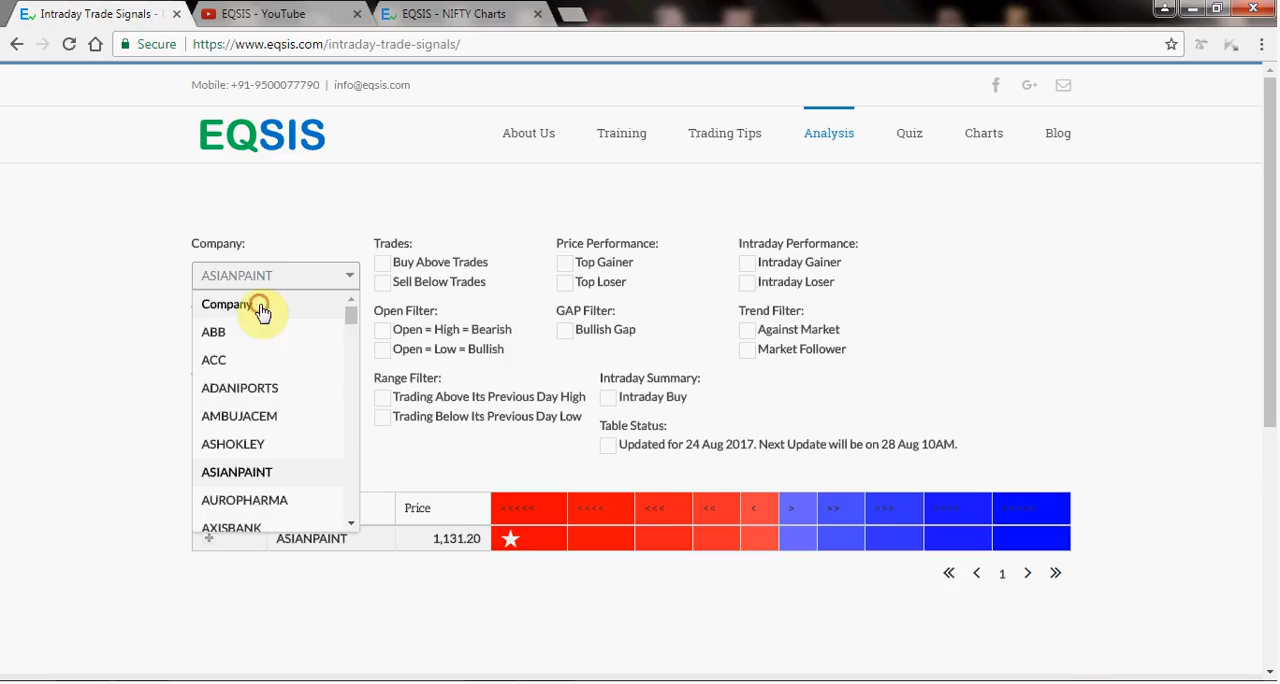 Intraday Trade Signals -
EQSIS - YouTube
EQSIS - NIFTY Charts
Secure
https://www.eqsis.com/intraday-trade-signals/
Mobile: +91-9500077790 | info@eqsis.com
EQSIS
About Us
Training
Trading Tips
Analysis
Quiz
Charts
Blog
Company:
ASIANPAINT
Company
ABB
ACC
ADANIPORTS
AMBUJACEM
ASHOKLEY
ASIANPAINT
AUROPHARMA
AXISBANK
Trades:
Buy Above Trades
Sell Below Trades
Price Performance:
Top Gainer
Top Loser
Intraday Performance:
Intraday Gainer
Intraday Loser
Open Filter:
Open = High = Bearish
Open = Low = Bullish
GAP Filter:
Bullish Gap
Trend Filter:
Against Market
Market Follower
Range Filter:
Trading Above Its Previous Day High
Trading Below Its Previous Day Low
Intraday Summary:
Intraday Buy
Table Status:
Updated for 24 Aug 2017. Next Update will be on 28 Aug 10AM.
Price <<<<< <<<< <<< << < > >> >>> >>>> >>>>>
ASIANPAINT 1,131.20
1